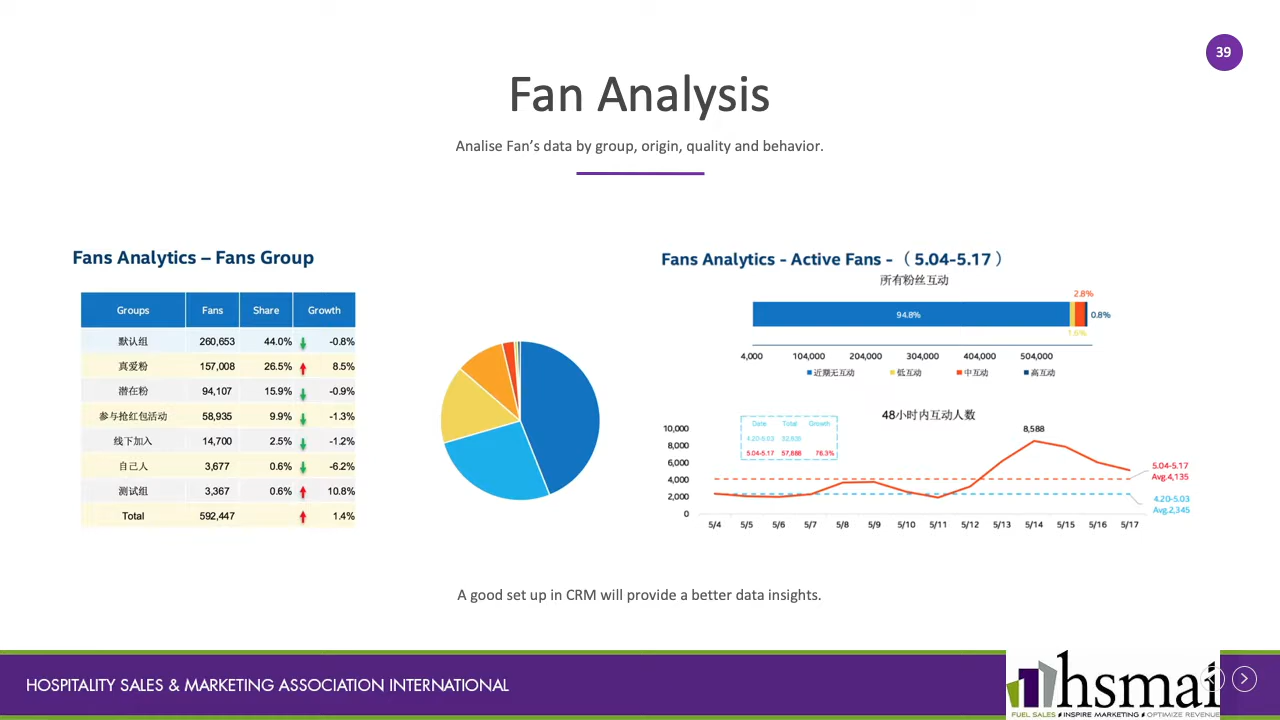 39
Fan Analysis
Analise Fan's data by group, origin, quality and behavior.
Fans Analytics – Fans Group
Groups Fans Share Growth
默认组 260,653 44.0% -0.8%
真爱粉 157,008 26.5% 8.5%
潜在粉 94,107 15.9% -0.9%
参与抢红包活动 58,935 9.9% -1.3%
线下加入 14,700 2.5% -1.2%
自己人 3,677 0.6% -6.2%
测试组 3,367 0.6% 10.8%
Total 592,447 1.4%
Fans Analytics - Active Fans - （ 5.04-5.17 ）
所有粉丝互动
2.8%
94.8% 0.8%
4,000 104,000 204,000 304,000 404,000 504,000
近期无互动 低互动 中互动 高互动
48小时内互动人数
Date Total Growth
4.20-5.03
5.04-5.17 57,888 76.3%
8,588
10,000
8,000
6,000
4,000
2,000
0
5/4 5/5 5/6 5/7 5/8 5/9 5/10 5/11 5/12 5/13 5/14 5/15 5/16 5/17
5.04-5.17
Avg.4,135
4.20-5.03
Avg.2,345
A good set up in CRM will provide a better data insights.
HOSPITALITY SALES & MARKETING ASSOCIATION INTERNATIONAL
hsmai
FUEL SALES INSPIRE MARKETING OPTIMIZE REVENUE